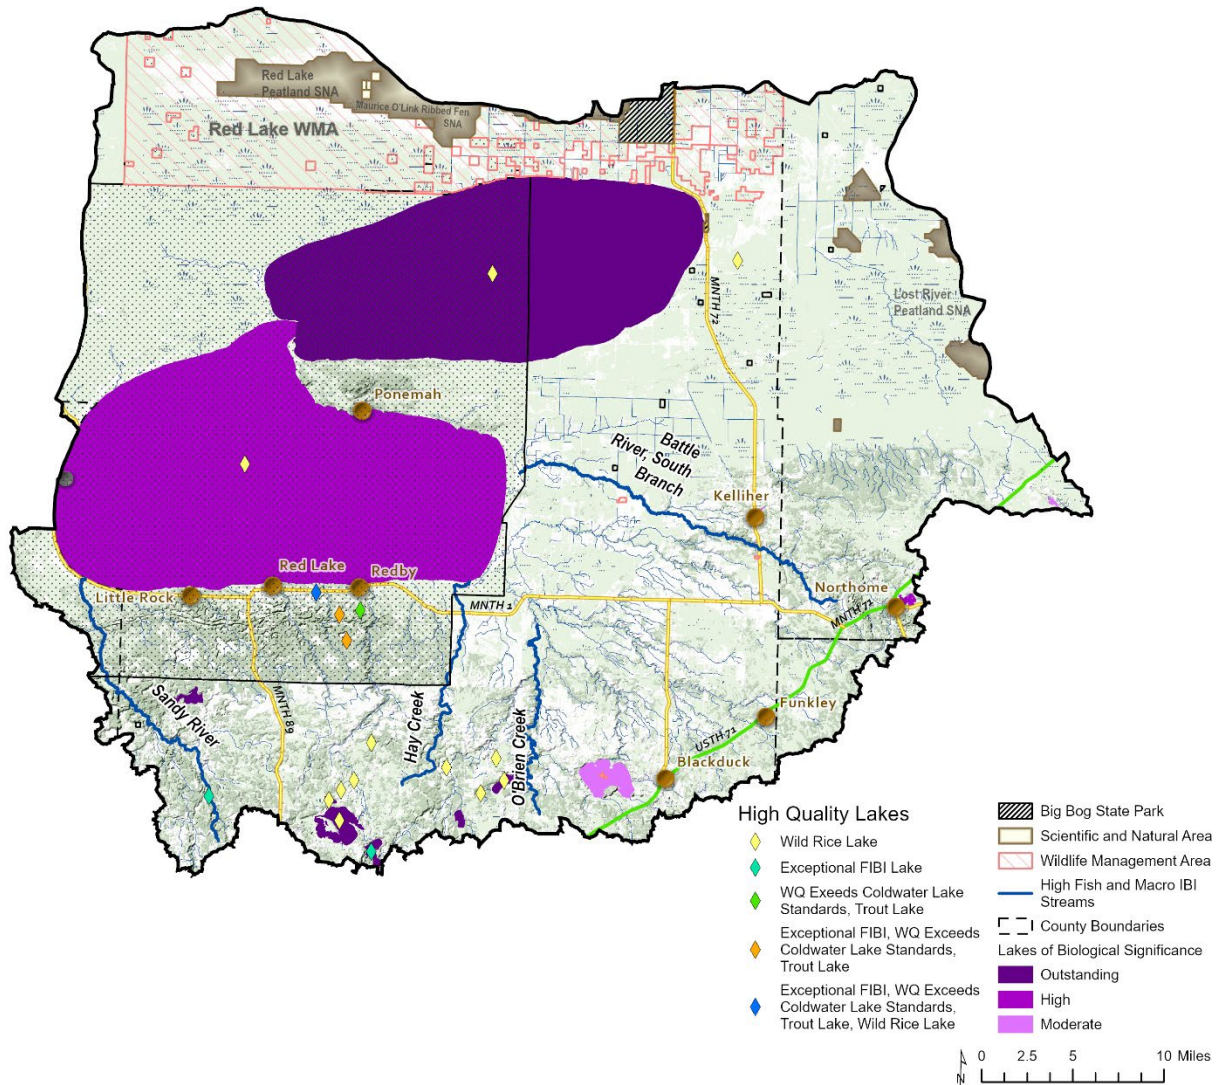 Red Lake
Peatland SNA
Maurice O'Link Ribbed Fen
SNA
Red Lake WMA
MNTH 72
Lost River
Peatland SNA
Ponemah
Battle
River, South
Branch
Kelliher
Red Lake
Redby
Little Rock
Northome
MNTH 1
MNTH 71
Sandy River
MNTH 89
Hay Creek
O'Brien Creek
Funkley
USTH 71
Blackduck
High Quality Lakes
Wild Rice Lake
Exceptional FIBI Lake
WQ Exeeds Coldwater Lake
Standards, Trout Lake
Exceptional FIBI, WQ Exceeds
Coldwater Lake Standards,
Trout Lake
Exceptional FIBI, WQ Exceeds
Coldwater Lake Standards,
Trout Lake, Wild Rice Lake
Big Bog State Park
Scientific and Natural Area
Wildlife Management Area
High Fish and Macro IBI
Streams
County Boundaries
Lakes of Biological Significance
Outstanding
High
Moderate
N
0 2.5 5 10 Miles